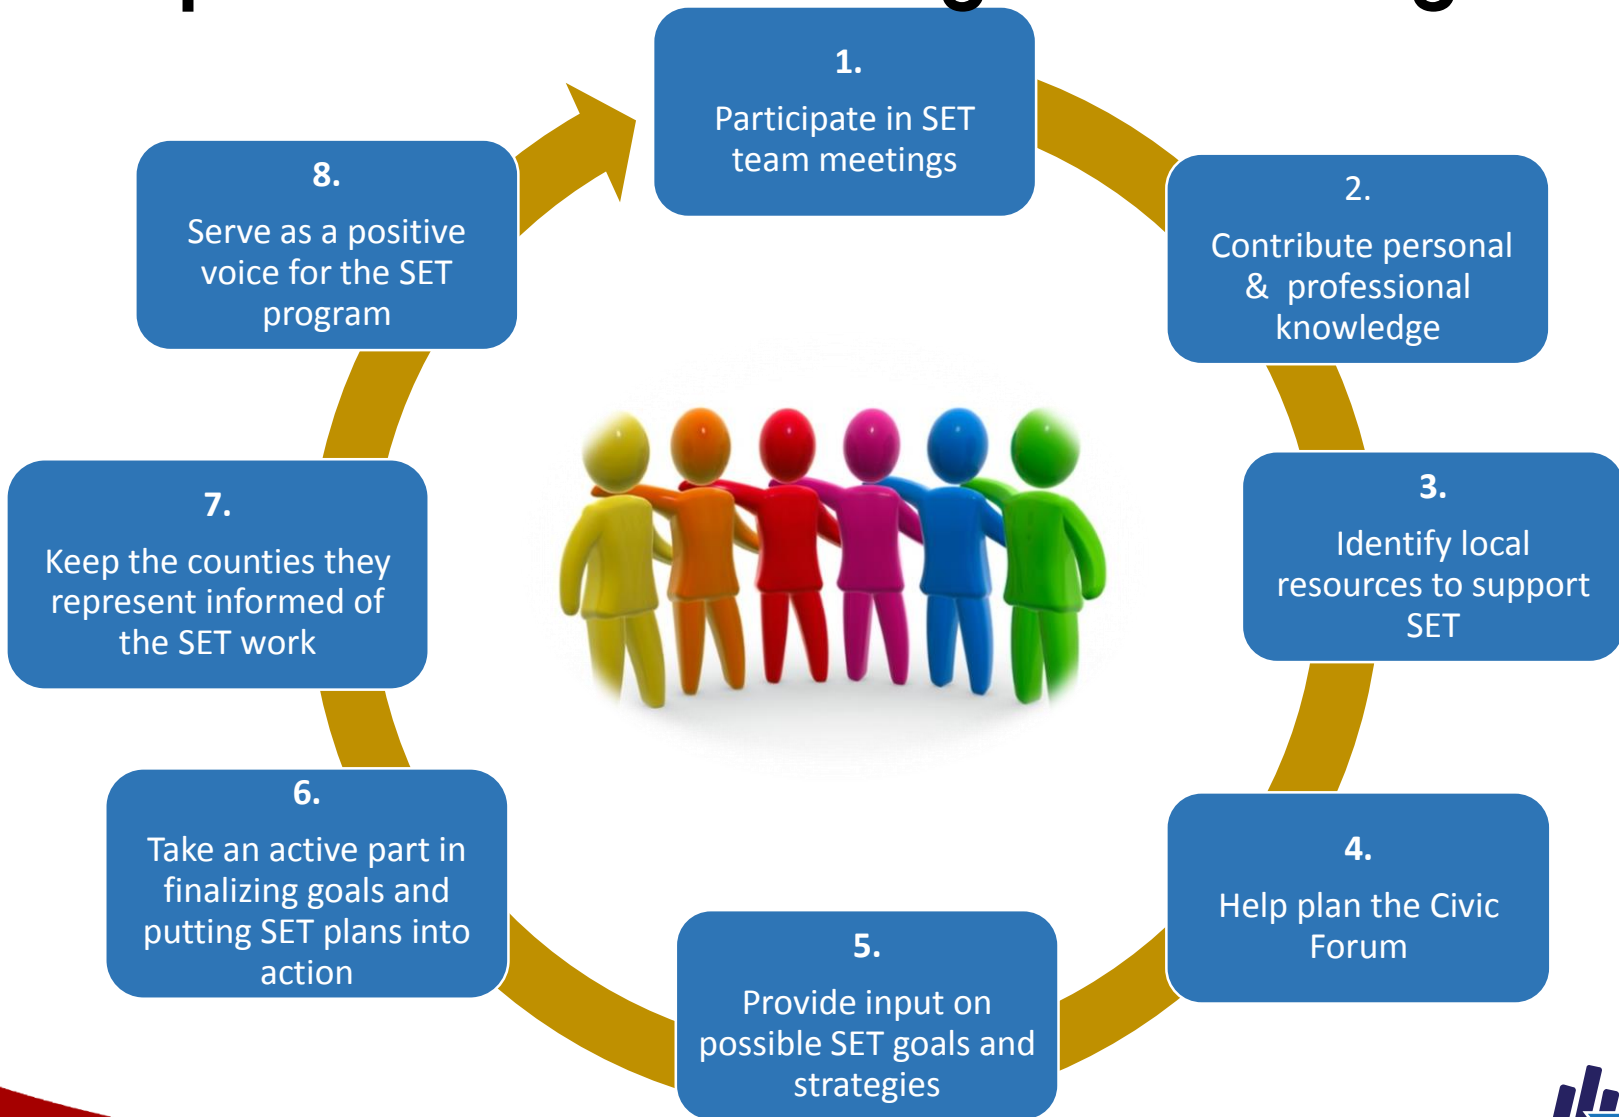 1.
Participate in SET
team meetings
2.
Contribute personal
& professional
knowledge
3.
Identify local
resources to support
SET
4.
Help plan the Civic
Forum
5.
Provide input on
possible SET goals and
strategies
6.
Take an active part in
finalizing goals and
putting SET plans into
action
7.
Keep the counties they
represent informed of
the SET work
8.
Serve as a positive
voice for the SET
program